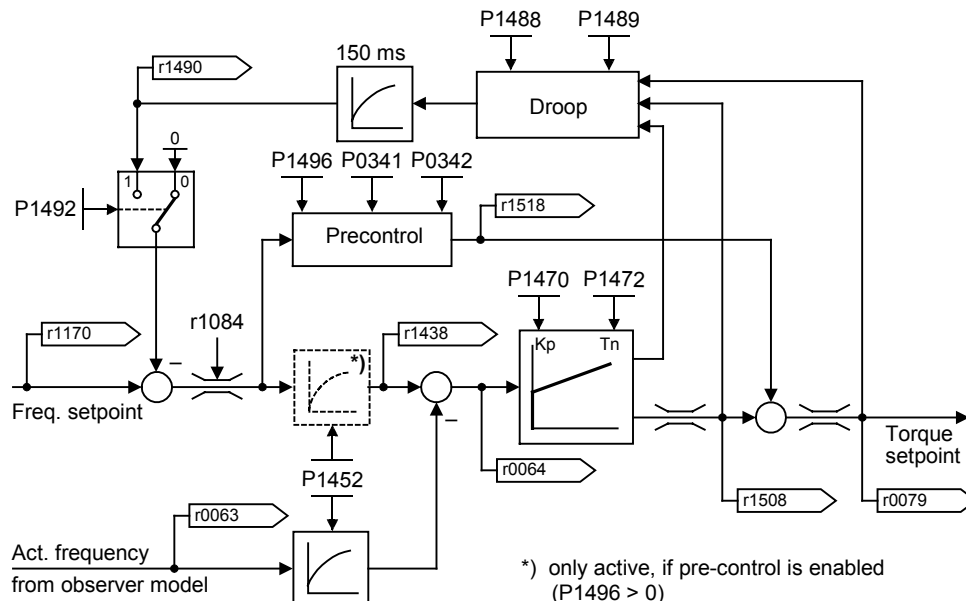 P1488
P1489
150 ms
r1490
Droop
0
P1496
P0341
P0342
1
0
P1492
r1518
Precontrol
P1470
P1472
r1170
r1084
r1438
Kp
Tn
*)
Freq. setpoint
Torque
setpoint
P1452
r0064
r0063
r1508
r0079
Act. frequency
from observer model
*) only active, if pre-control is enabled
(P1496 > 0)
–
–